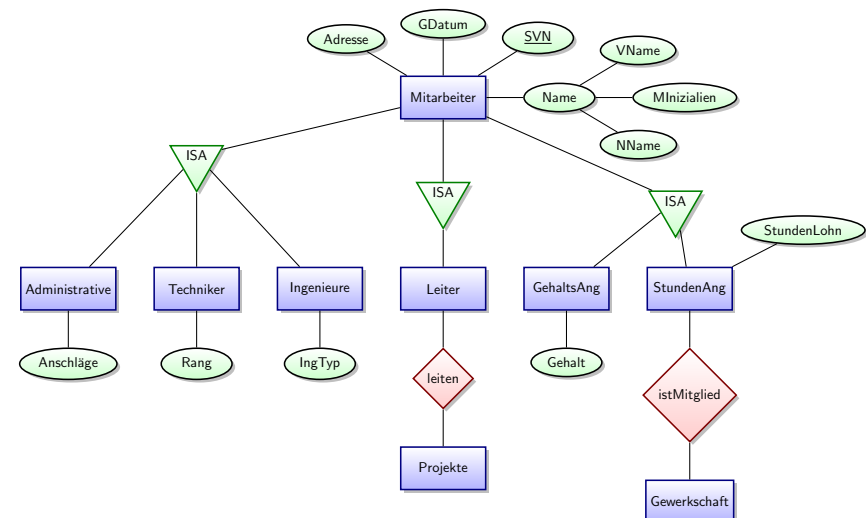 GDatum
Adresse
SVN
VName
Mitarbeiter
Name
MInizialien
NName
ISA
ISA
ISA
StundenLohn
Administrative
Techniker
Ingenieure
Leiter
GehaltsAng
StundenAng
Anschläge
Rang
IngTyp
leiten
Gehalt
istMitglied
Projekte
Gewerkschaft